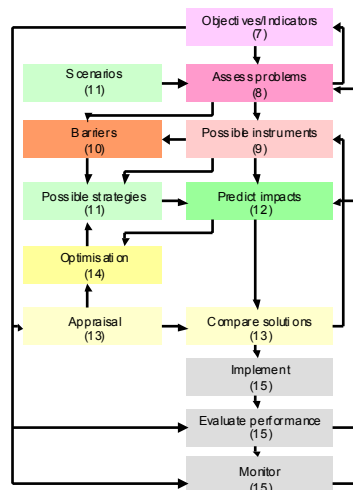 Objectives/Indicators
(7)
Scenarios
(11)
Assess problems
(8)
Barriers
(10)
Possible instruments
(9)
Possible strategies
(11)
Predict impacts
(12)
Optimisation
(14)
Appraisal
(13)
Compare solutions
(13)
Implement
(15)
Evaluate performance
(15)
Monitor
(15)